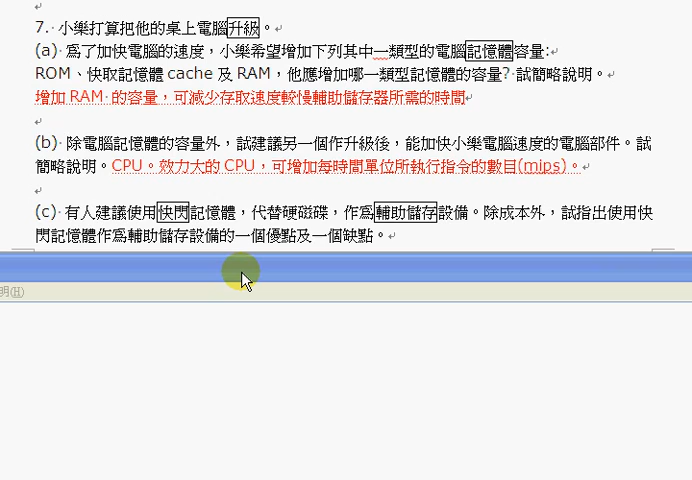 7. 小樂打算把他的桌上電腦升級。
(a) 為了加快電腦的速度，小樂希望增加下列其中一類型的電腦記憶體容量:
ROM、快取記憶體 cache 及 RAM，他應增加哪一類型記憶體的容量? 試簡略說明。
增加 RAM 的容量，可減少存取速度較慢輔助儲存器所需的時間
(b) 除電腦記憶體的容量外，試建議另一個作升級後，能加快小樂電腦速度的電腦部件。試
簡略說明。CPU。效力大的 CPU，可增加每時間單位所執行指令的數目(mips)。
(c) 有人建議使用快閃記憶體，代替硬磁碟，作為輔助儲存設備。除成本外，試指出使用快
閃記憶體作為輔助儲存設備的一個優點及一個缺點。
明(H)